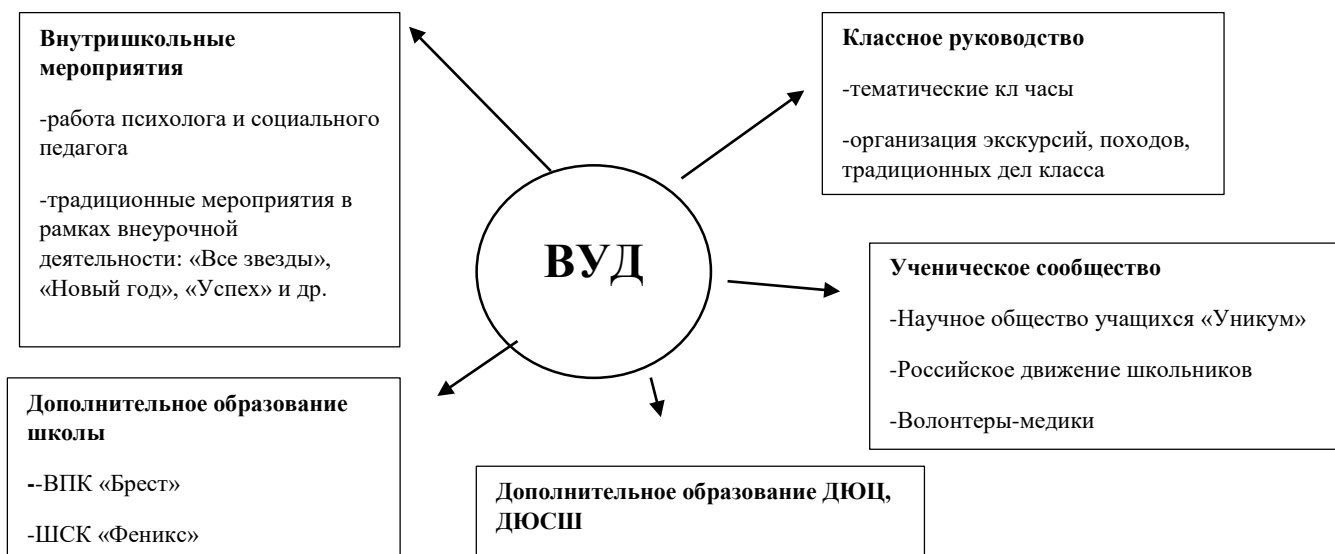 Внутришкольные
мероприятия
-работа психолога и социального
педагога
-традиционные мероприятия в
рамках внеурочной
деятельности: «Все звезды»,
«Новый год», «Успех» и др.
Классное руководство
-тематические кл часы
-организация экскурсий, походов,
традиционных дел класса
ВУД
Ученическое сообщество
-Научное общество учащихся «Уникум»
-Российское движение школьников
-Волонтеры-медики
Дополнительное образование
школы
--ВПК «Брест»
-ШСК «Феникс»
Дополнительное образование ДЮЦ,
ДЮСШ